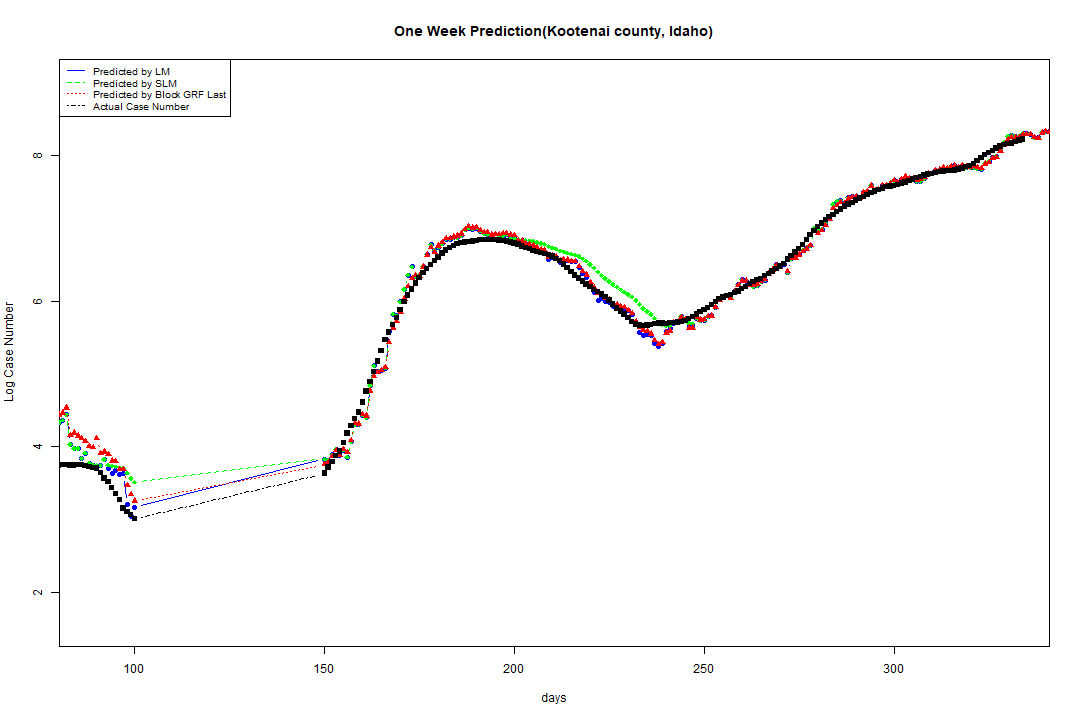 One Week Prediction(Kootenai county, Idaho)
Predicted by LM
Predicted by SLM
Predicted by Block GRF Last
Actual Case Number
Log Case Number
8
6
4
2
100 150 200 250 300
days